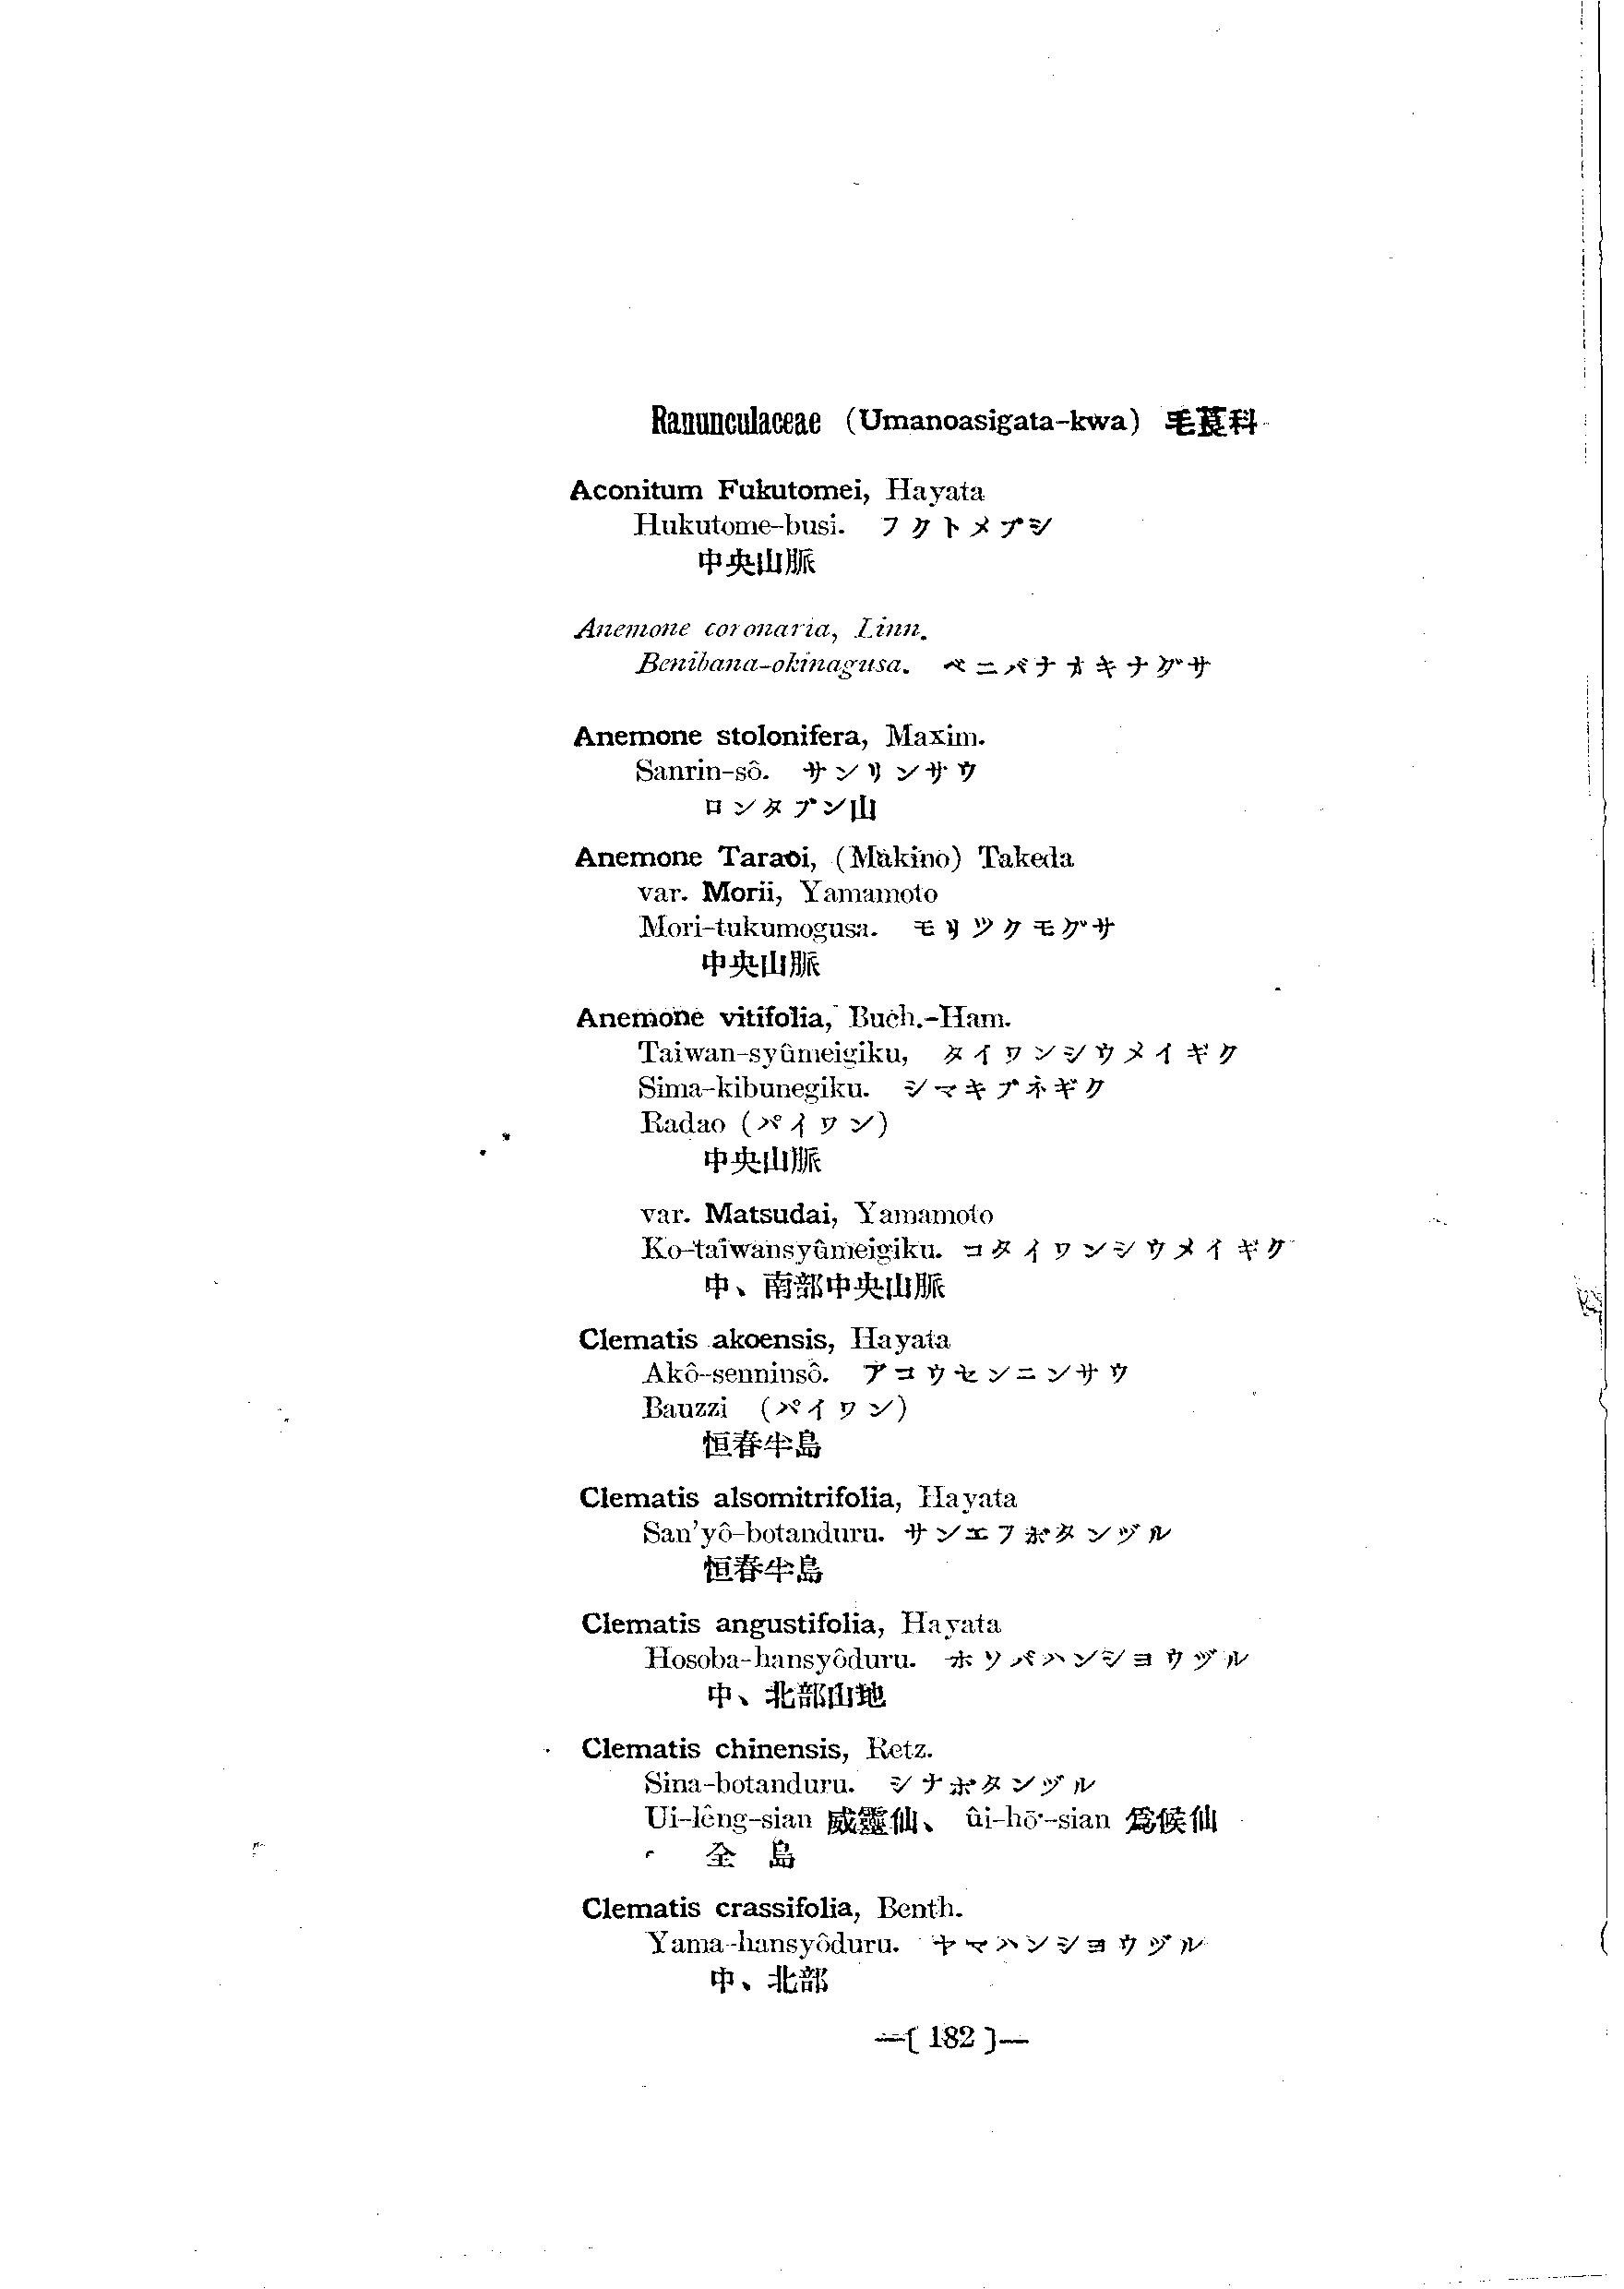 Ranunculaceae (Umanoasigata-kwa) 毛莨科
Aconitum Fukutomei, Hayata
Hukutome-busi. フクトメブシ
中央山脈
Anemone coronaria, Linn.
Benibana-okinagusa. ベニバナオキナグサ
Anemone stolonifera, Maxim.
Sanrin-sô. サンリンサウ
ロンタブン山
Anemone Taraoi, (Makino) Takeda
var. Morii, Yamamoto
Mori-tukumogusa. モリツクモグサ
中央山脈
Anemone vitifolia, Buch.-Ham.
Taiwan-syûmeigiku, タイワンシウメイギク
Sima-kibunegiku. シマキブネギク
Radao (パイワン)
中央山脈
var. Matsudai, Yamamoto
Ko-taiwansyûmeigiku. コタイワンシウメイギク
中、南部中央山脈
Clematis akoensis, Hayata
Akô-senninsô. アコウセンニンサウ
Bauzzi (パイワン)
恒春半島
Clematis alsomitrifolia, Hayata
San'yô-botanduru. サンエフボタンヅル
恒春半島
Clematis angustifolia, Hayata
Hosoba-hansyôduru. ホソバハンショウヅル
中、北部山地
Clematis chinensis, Retz.
Sina-botanduru. シナボタンヅル
Ui-lêng-sian 威靈仙、 ûi-hō͘-sian 爲候仙
全 島
Clematis crassifolia, Benth.
Yama-hansyôduru. ヤマハンショウヅル
中、北部
—[ 182 ]—